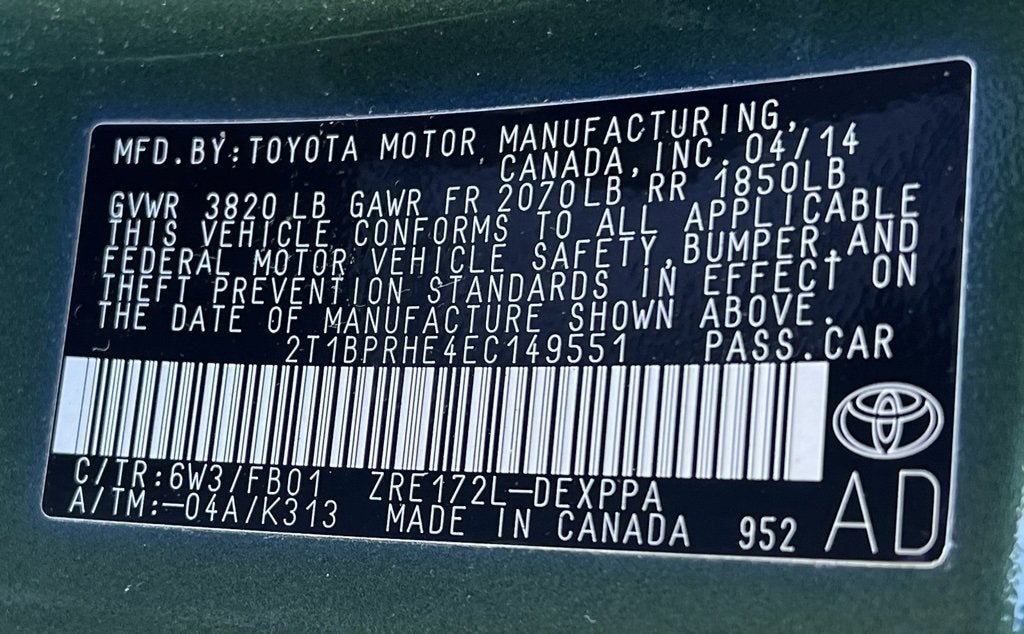 MFD.BY:TOYOTA MOTOR MANUFACTURING,
CANADA,INC. 04/14
GVWR 3820 LB GAWR FR 2070LB RR 1850LB
THIS VEHICLE CONFORMS TO ALL APPLICABLE
FEDERAL MOTOR VEHICLE SAFETY,BUMPER,AND
THEFT PREVENTION STANDARDS IN EFFECT ON
THE DATE OF MANUFACTURE SHOWN ABOVE.
2T1BPRHE4EC149551 PASS.CAR
C/TR:6W3/FB01 ZRE172L-DEXPPA
A/TM:-04A/K313 MADE IN CANADA 952 AD